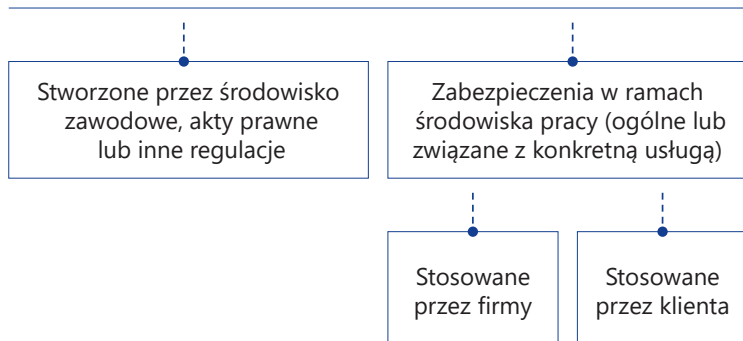 Stworzone przez środowisko
zawodowe, akty prawne
lub inne regulacje
Zabezpieczenia w ramach
środowiska pracy (ogólne lub
związane z konkretną usługą)
Stosowane
przez firmy
Stosowane
przez klienta